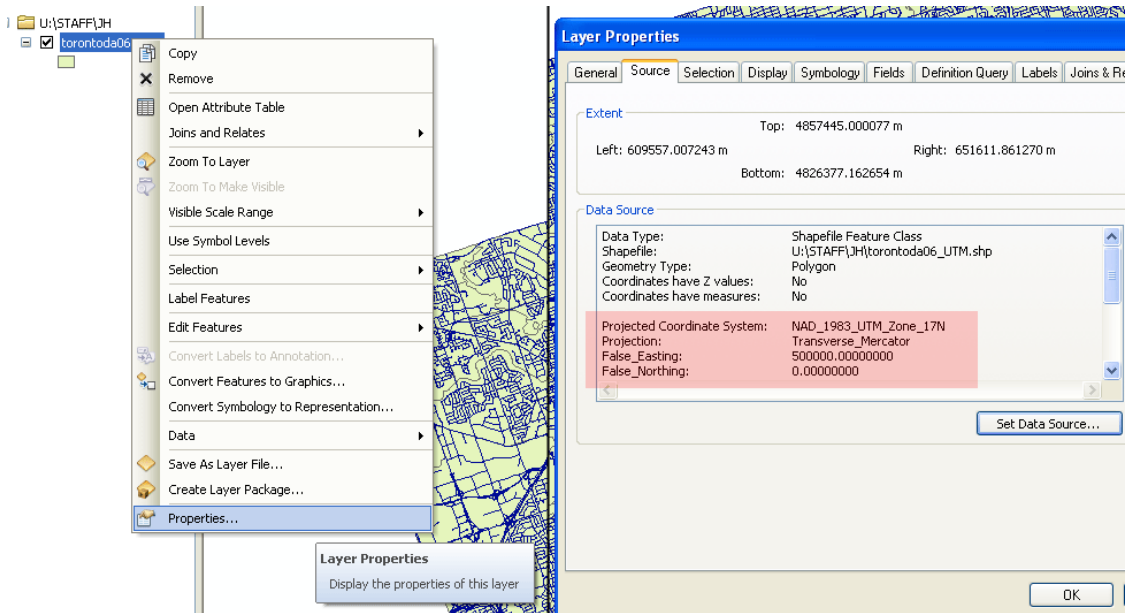 U:\STAFF\JH
torontoda06
Copy
Remove
Open Attribute Table
Joins and Relates
Zoom To Layer
Zoom To Make Visible
Visible Scale Range
Use Symbol Levels
Selection
Label Features
Edit Features
Convert Labels to Annotation...
Convert Features to Graphics...
Convert Symbology to Representation...
Data
Save As Layer File...
Create Layer Package...
Properties...
Layer Properties
Display the properties of this layer
Layer Properties
General Source Selection Display Symbology Fields Definition Query Labels Joins & Re
Extent
Top: 4857445.000077 m
Left: 609557.007243 m Right: 651611.861270 m
Bottom: 4826377.162654 m
Data Source
Data Type: Shapefile Feature Class
Shapefile: U:\STAFF\JH\torontoda06_UTM.shp
Geometry Type: Polygon
Coordinates have Z values: No
Coordinates have measures: No
Projected Coordinate System: NAD_1983_UTM_Zone_17N
Projection: Transverse_Mercator
False_Easting: 500000.00000000
False_Northing: 0.00000000
Set Data Source...
OK